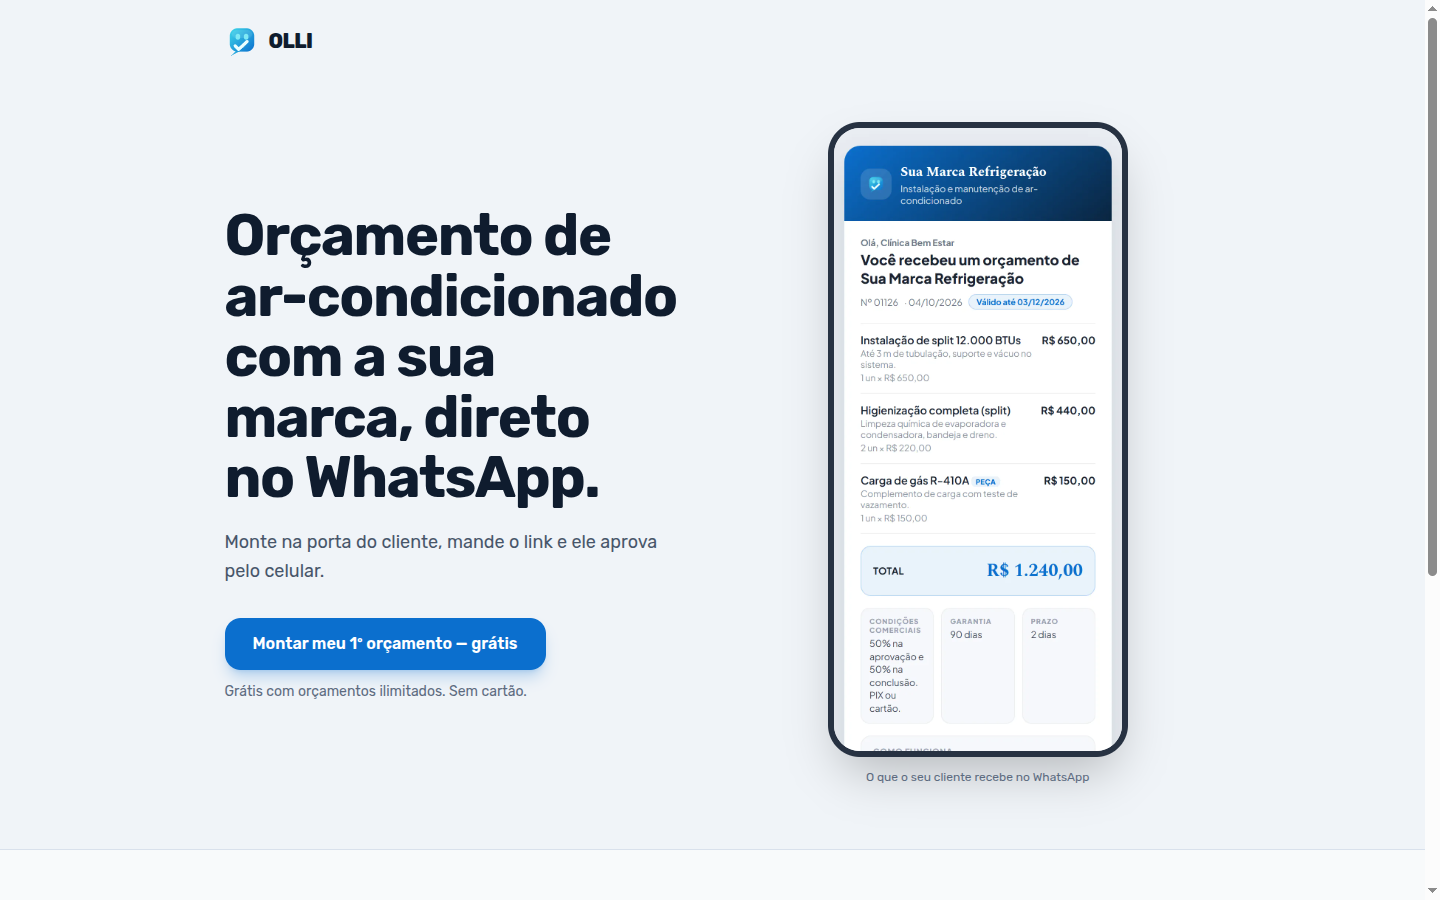 OLLI
Orçamento de
ar-condicionado
com a sua
marca, direto
no WhatsApp.
Monte na porta do cliente, mande o link e ele aprova
pelo celular.
Montar meu 1º orçamento — grátis
Grátis com orçamentos ilimitados. Sem cartão.
Sua Marca Refrigeração
Instalação e manutenção de ar-
condicionado
Olá, Clínica Bem Estar
Você recebeu um orçamento de
Sua Marca Refrigeração
Nº 01126 · 04/10/2026 Válido até 03/12/2026
Instalação de split 12.000 BTUs R$ 650,00
Até 3 m de tubulação, suporte e vácuo no
sistema.
1 un × R$ 650,00
Higienização completa (split) R$ 440,00
Limpeza química de evaporadora e
condensadora, bandeja e dreno.
2 un × R$ 220,00
Carga de gás R-410A PEÇA R$ 150,00
Complemento de carga com teste de
vazamento.
1 un × R$ 150,00
TOTAL R$ 1.240,00
CONDIÇÕES
COMERCIAIS
50% na
aprovação e
50% na
conclusão.
PIX ou
cartão.
GARANTIA
90 dias
PRAZO
2 dias
COMO FUNCIONA
O que o seu cliente recebe no WhatsApp